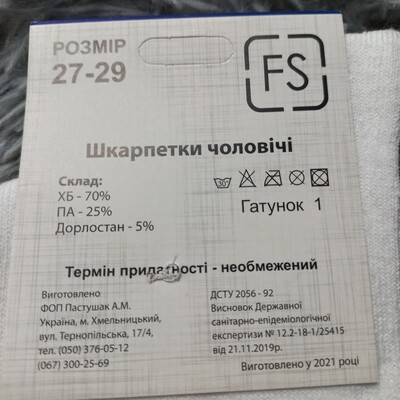 РОЗМІР
27-29
FS
Шкарпетки чоловічі
Склад:
ХБ - 70%
ПА - 25%
Дорлостан - 5%
30°
Гатунок 1
Термін придатності - необмежений
Виготовлено
ФОП Пастушак А.М.
Україна, м. Хмельницький,
вул. Тернопільська, 17/4,
тел. (050) 376-05-12
(067) 300-25-69
ДСТУ 2056 - 92
Висновок Державної
санітарно-епідеміологічної
експертизи № 12.2-18-1/25415
від 21.11.2019р.
Виготовлено у 2021 році